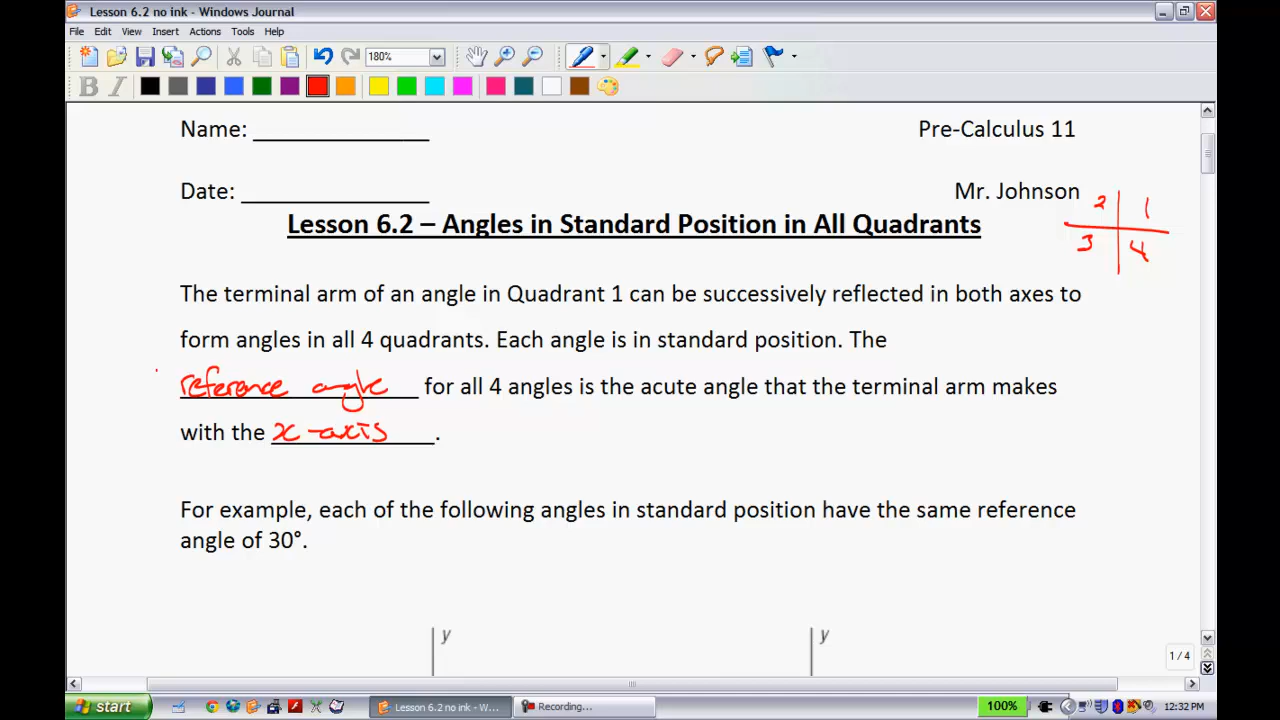 Lesson 6.2 no ink - Windows Journal
File Edit View Insert Actions Tools Help
180%
B I
Name: _______________ Pre-Calculus 11
Date: ________________ Mr. Johnson
Lesson 6.2 – Angles in Standard Position in All Quadrants
2 1
3 4
The terminal arm of an angle in Quadrant 1 can be successively reflected in both axes to
form angles in all 4 quadrants. Each angle is in standard position. The
reference angle for all 4 angles is the acute angle that the terminal arm makes
with the x-axis.
For example, each of the following angles in standard position have the same reference
angle of 30°.
y y
1 / 4
start Lesson 6.2 no ink - W... Recording... 100% 12:32 PM